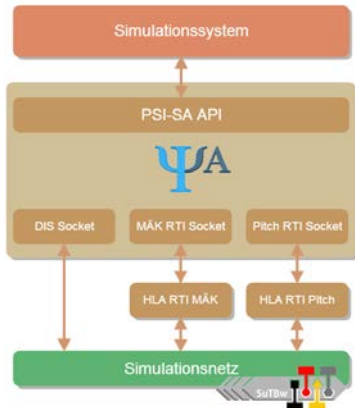 Simulationssystem
PSI-SA API
ΨA
DIS Socket
MÄK RTI Socket
Pitch RTI Socket
HLA RTI MÄK
HLA RTI Pitch
Simulationsnetz
SuTBw